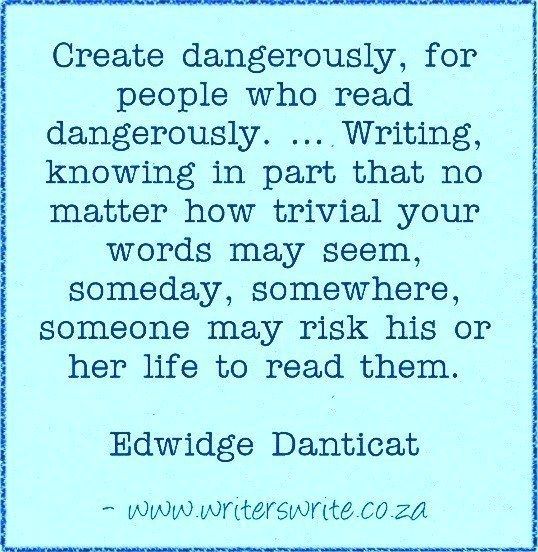 Create dangerously, for
people who read
dangerously. ... Writing,
knowing in part that no
matter how trivial your
words may seem,
someday, somewhere,
someone may risk his or
her life to read them.
Edwidge Danticat
- www.writerswrite.co.za